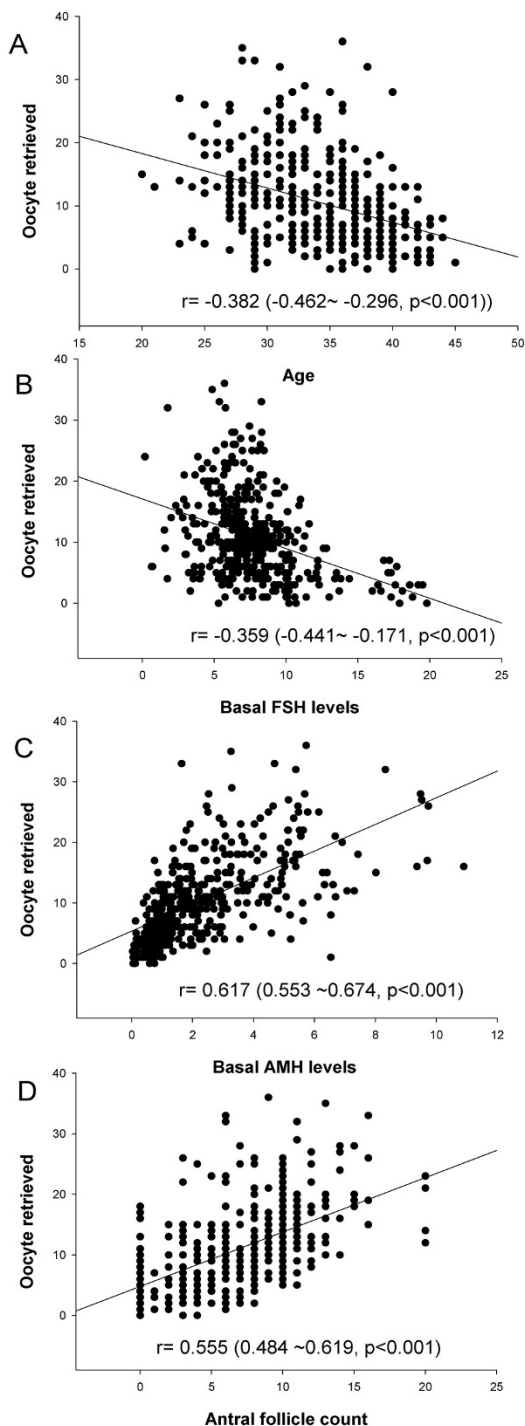 A
40
30
20
10
0
Oocyte retrieved
r= -0.382 (-0.462~ -0.296, p<0.001))
15 20 25 30 35 40 45 50
Age
B
40
30
20
10
0
Oocyte retrieved
r= -0.359 (-0.441~ -0.171, p<0.001)
0 5 10 15 20 25
Basal FSH levels
C
40
30
20
10
0
Oocyte retrieved
r= 0.617 (0.553 ~0.674, p<0.001)
0 2 4 6 8 10 12
Basal AMH levels
D
40
30
20
10
0
Oocyte retrieved
r= 0.555 (0.484 ~0.619, p<0.001)
0 5 10 15 20 25
Antral follicle count